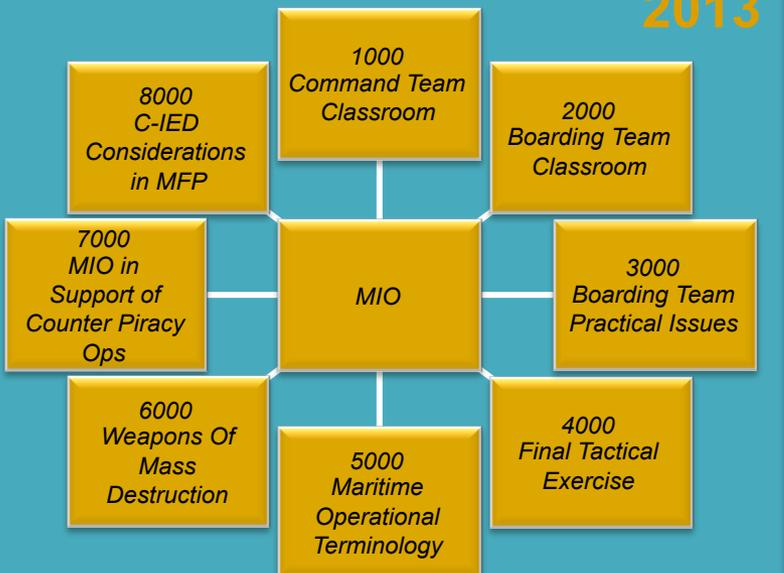 2013
1000
Command Team
Classroom
2000
Boarding Team
Classroom
3000
Boarding Team
Practical Issues
4000
Final Tactical
Exercise
5000
Maritime
Operational
Terminology
6000
Weapons Of
Mass
Destruction
7000
MIO in
Support of
Counter Piracy
Ops
8000
C-IED
Considerations
in MFP
MIO